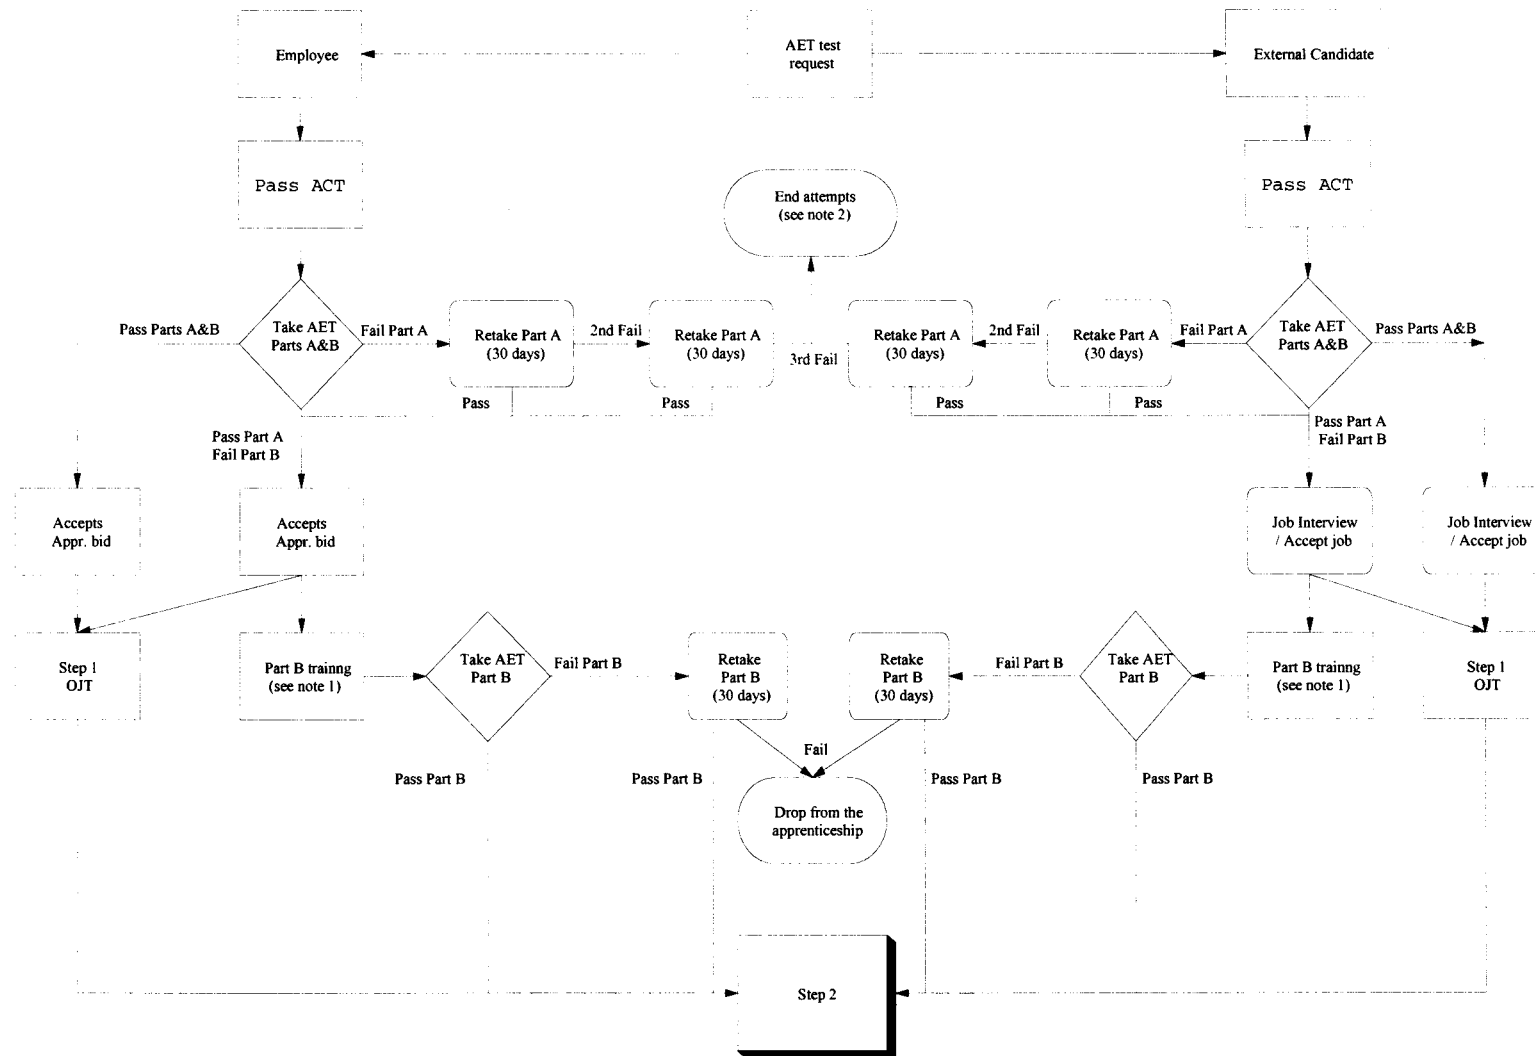 Employee
AET test
request
External Candidate
Pass ACT
Pass ACT
End attempts
(see note 2)
Pass Parts A&B
Take AET
Parts A&B
Fail Part A
Retake Part A
(30 days)
2nd Fail
Retake Part A
(30 days)
3rd Fail
Retake Part A
(30 days)
2nd Fail
Retake Part A
(30 days)
Fail Part A
Take AET
Parts A&B
Pass Parts A&B
Pass
Pass
Pass
Pass
Pass Part A
Fail Part B
Pass Part A
Fail Part B
Accepts
Appr. bid
Accepts
Appr. bid
Job Interview
/ Accept job
Job Interview
/ Accept job
Step 1
OJT
Part B trainng
(see note 1)
Take AET
Part B
Fail Part B
Retake
Part B
(30 days)
Retake
Part B
(30 days)
Fail Part B
Take AET
Part B
Part B trainng
(see note 1)
Step 1
OJT
Fail
Pass Part B
Pass Part B
Pass Part B
Pass Part B
Drop from the
apprenticeship
Step 2